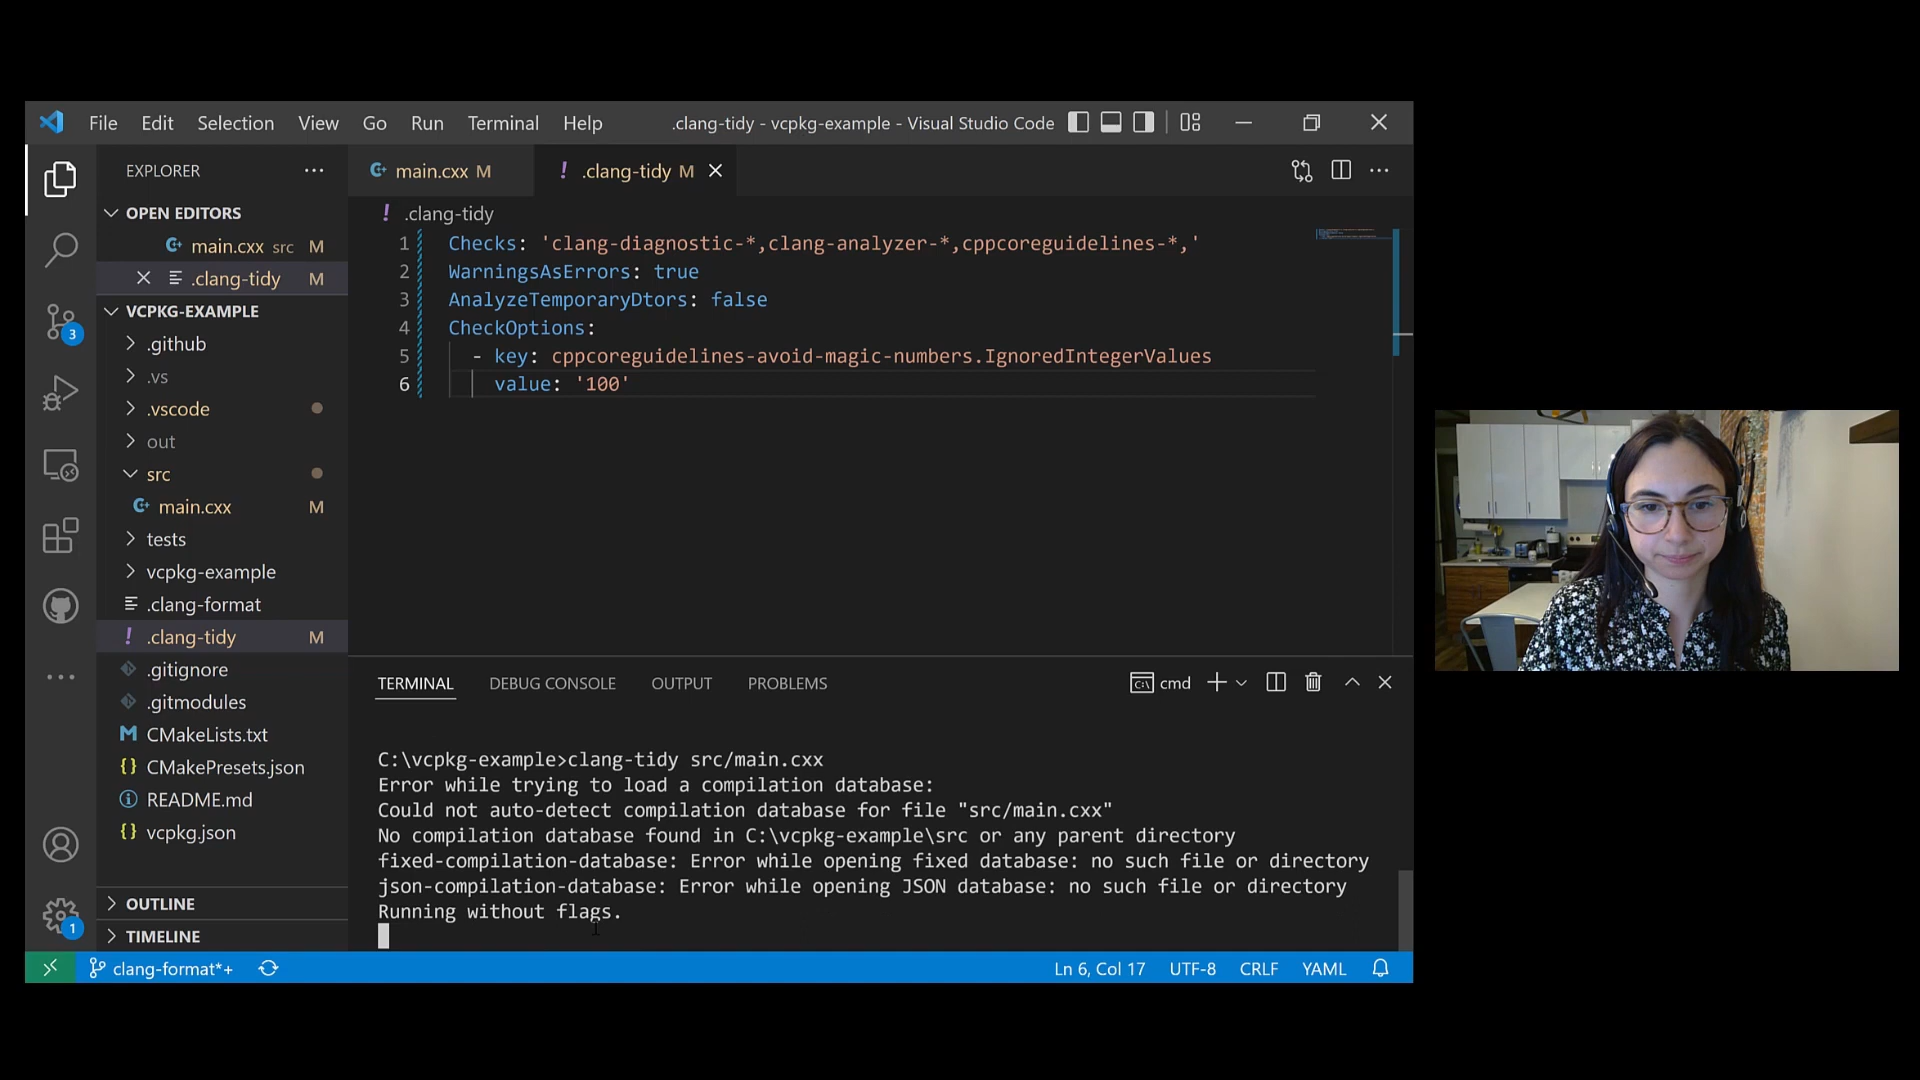 File Edit Selection View Go Run Terminal Help .clang-tidy - vcpkg-example - Visual Studio Code
EXPLORER
OPEN EDITORS
main.cxx src M
.clang-tidy M
VCPKG-EXAMPLE
.github
.vs
.vscode
out
src
main.cxx M
tests
vcpkg-example
.clang-format
.clang-tidy M
.gitignore
.gitmodules
CMakeLists.txt
CMakePresets.json
README.md
vcpkg.json
OUTLINE
TIMELINE
3
1
main.cxx M .clang-tidy M
.clang-tidy
1 Checks: 'clang-diagnostic-*,clang-analyzer-*,cppcoreguidelines-*,'
2 WarningsAsErrors: true
3 AnalyzeTemporaryDtors: false
4 CheckOptions:
5 - key: cppcoreguidelines-avoid-magic-numbers.IgnoredIntegerValues
6 value: '100'
TERMINAL DEBUG CONSOLE OUTPUT PROBLEMS cmd
C:\vcpkg-example>clang-tidy src/main.cxx
Error while trying to load a compilation database:
Could not auto-detect compilation database for file "src/main.cxx"
No compilation database found in C:\vcpkg-example\src or any parent directory
fixed-compilation-database: Error while opening fixed database: no such file or directory
json-compilation-database: Error while opening JSON database: no such file or directory
Running without flags.
clang-format*+ Ln 6, Col 17 UTF-8 CRLF YAML